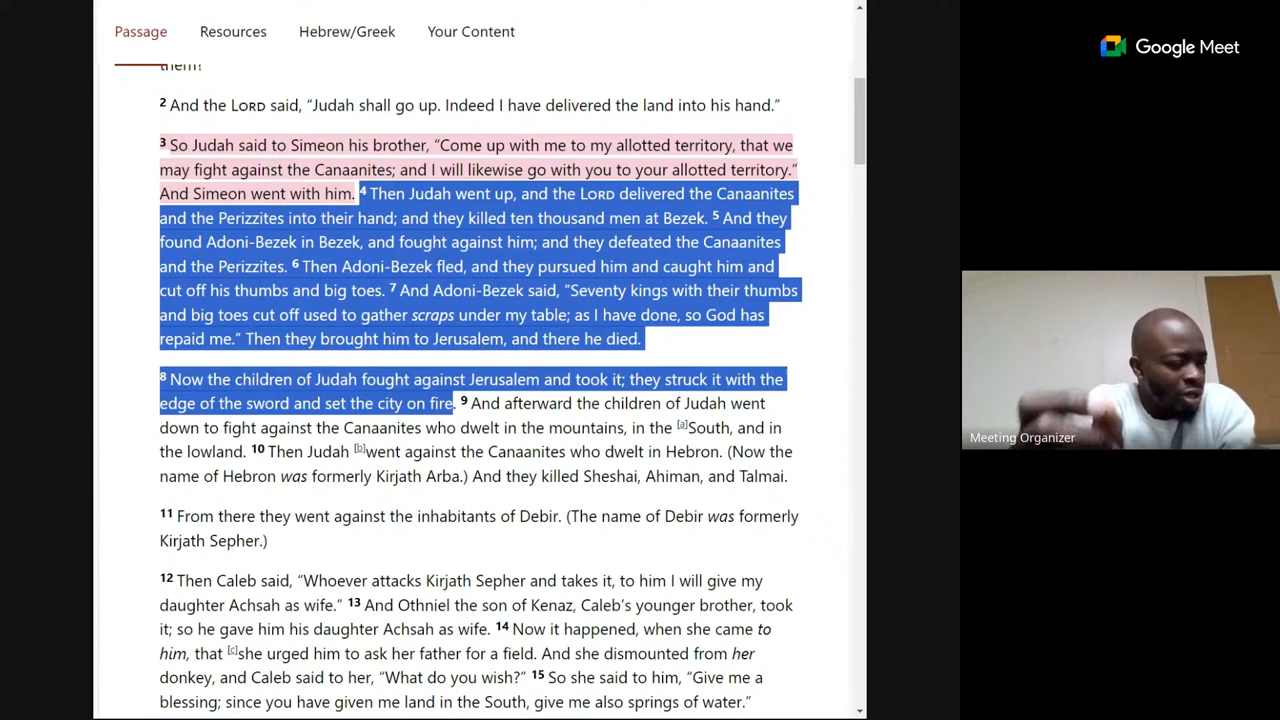 Passage
Resources
Hebrew/Greek
Your Content
them?
2 And the LORD said, “Judah shall go up. Indeed I have delivered the land into his hand.”
3 So Judah said to Simeon his brother, “Come up with me to my allotted territory, that we
may fight against the Canaanites; and I will likewise go with you to your allotted territory.”
And Simeon went with him. 4 Then Judah went up, and the LORD delivered the Canaanites
and the Perizzites into their hand; and they killed ten thousand men at Bezek. 5 And they
found Adoni-Bezek in Bezek, and fought against him; and they defeated the Canaanites
and the Perizzites. 6 Then Adoni-Bezek fled, and they pursued him and caught him and
cut off his thumbs and big toes. 7 And Adoni-Bezek said, “Seventy kings with their thumbs
and big toes cut off used to gather scraps under my table; as I have done, so God has
repaid me.” Then they brought him to Jerusalem, and there he died.
8 Now the children of Judah fought against Jerusalem and took it; they struck it with the
edge of the sword and set the city on fire. 9 And afterward the children of Judah went
down to fight against the Canaanites who dwelt in the mountains, in the [a]South, and in
the lowland. 10 Then Judah [b]went against the Canaanites who dwelt in Hebron. (Now the
name of Hebron was formerly Kirjath Arba.) And they killed Sheshai, Ahiman, and Talmai.
11 From there they went against the inhabitants of Debir. (The name of Debir was formerly
Kirjath Sepher.)
12 Then Caleb said, “Whoever attacks Kirjath Sepher and takes it, to him I will give my
daughter Achsah as wife.” 13 And Othniel the son of Kenaz, Caleb’s younger brother, took
it; so he gave him his daughter Achsah as wife. 14 Now it happened, when she came to
him, that [c]she urged him to ask her father for a field. And she dismounted from her
donkey, and Caleb said to her, “What do you wish?” 15 So she said to him, “Give me a
blessing; since you have given me land in the South, give me also springs of water.”
Google Meet
Meeting Organizer